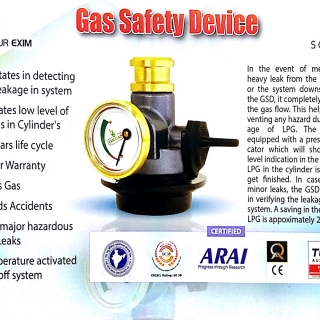 Gas Safety Device
UR EXIM
tates in detecting
eakage in system
ates low level of
s in Cylinder's
ars life cycle
r Warranty
s Gas
ds Accidents
major hazardous
eaks
perature activated
off system
In the event of me
heavy leak from the
or the system downs
the GSD, it completely
the gas flow. This hel
venting any hazard du
age of LPG. The
equipped with a pres
cator which will sho
level indication in the
LPG in the cylinder is
get finished. In case
minor leaks, the GSD
in verifying the leakag
system. A saving in the
LPG is apoximately 2
CERTIFIED
ARAI
Progress through Research